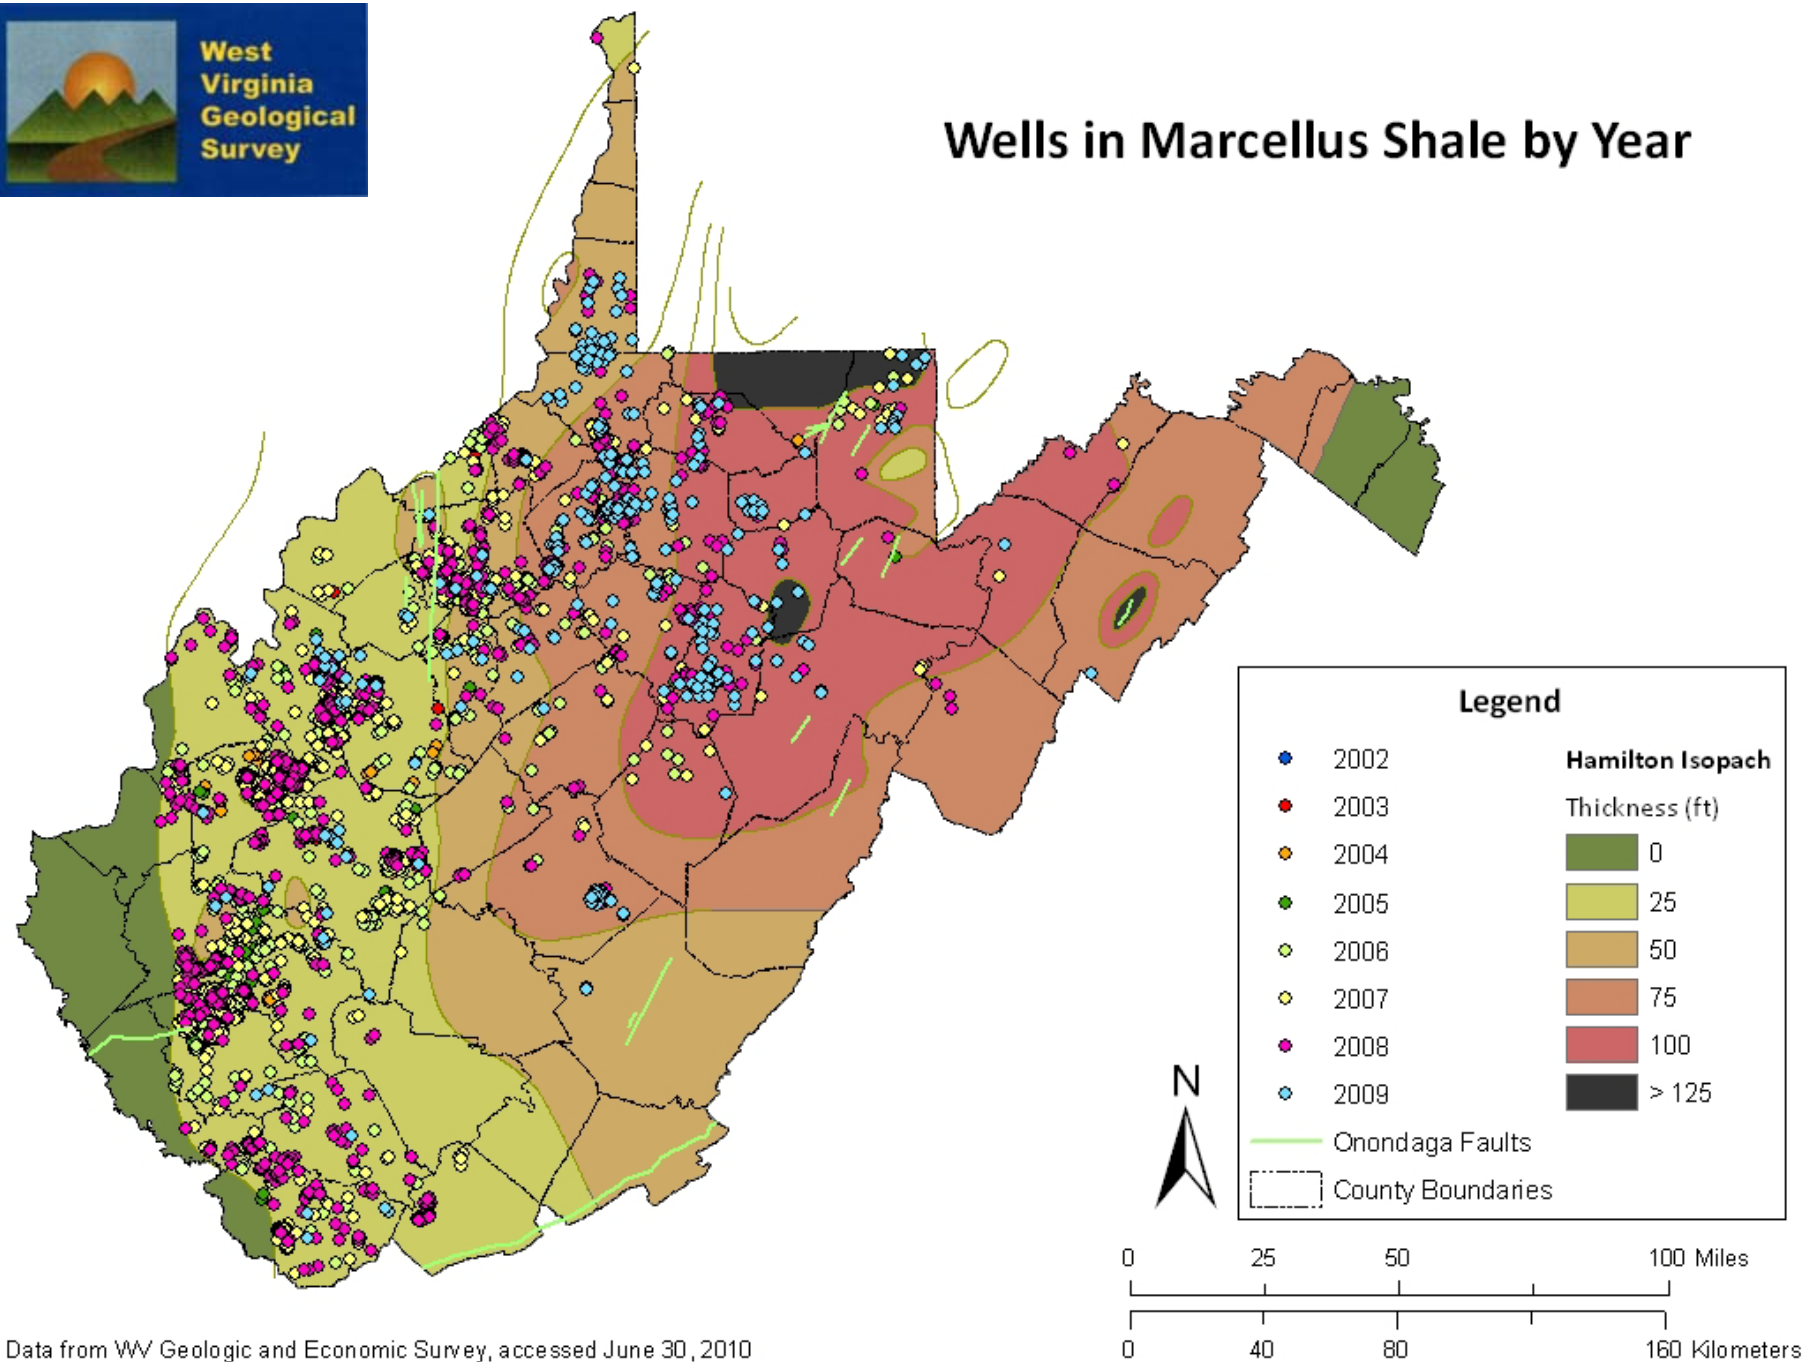 West
Virginia
Geological
Survey
Wells in Marcellus Shale by Year
Legend
2002
2003
2004
2005
2006
2007
2008
2009
Hamilton Isopach
Thickness (ft)
0
25
50
75
100
> 125
Onondaga Faults
County Boundaries
N
0 25 50 100 Miles
0 40 80 160 Kilometers
Data from WV Geologic and Economic Survey, accessed June 30, 2010